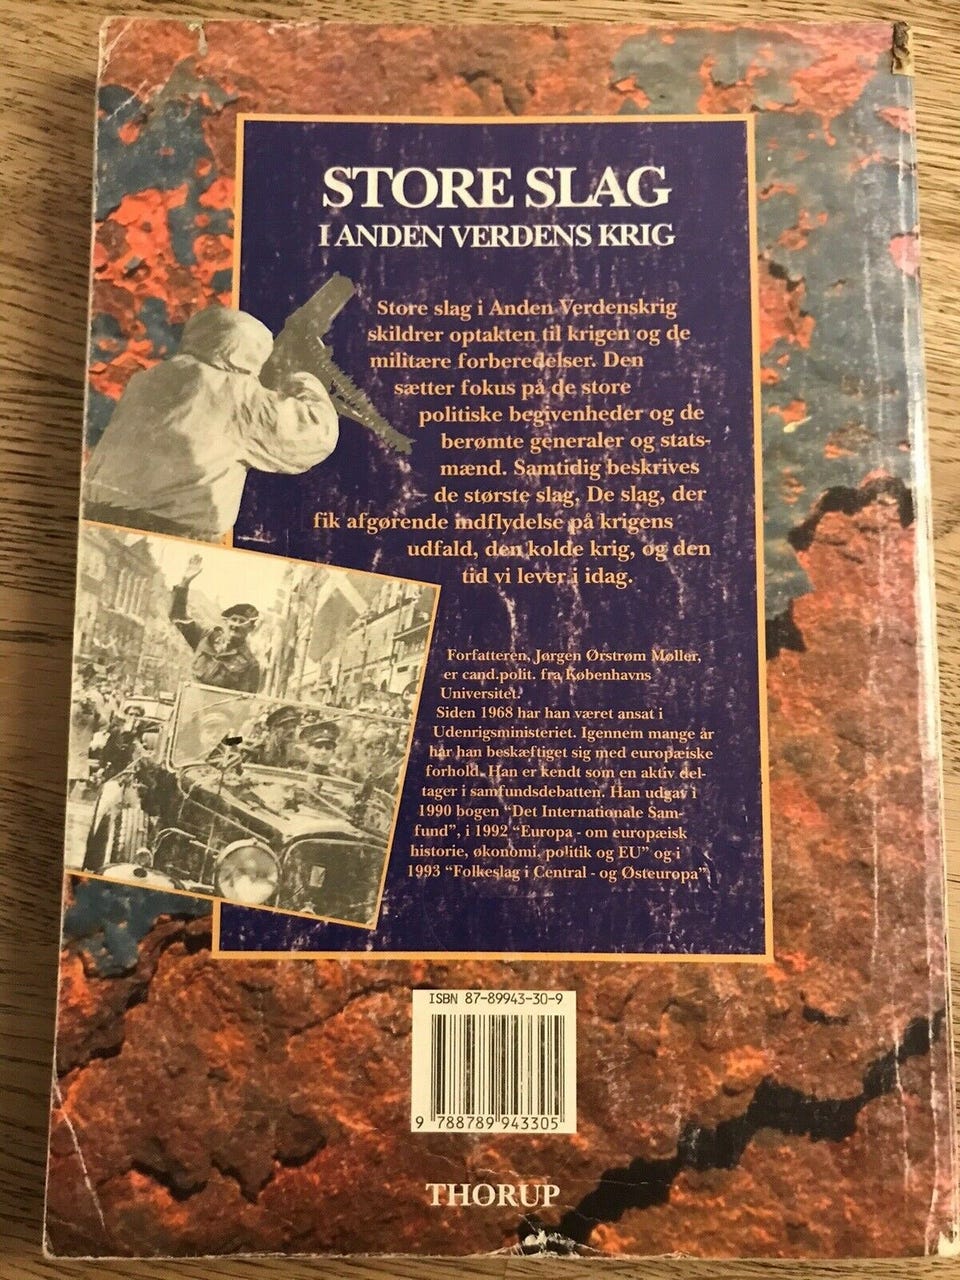 STORE SLAG
I ANDEN VERDENS KRIG
Store slag i Anden Verdenskrig
skildrer optakten til krigen og de
militære forberedelser. Den
sætter fokus på de store
politiske begivenheder og de
berømte generaler og stats-
mænd. Samtidig beskrives
de største slag. De slag, der
fik afgørende indflydelse på krigens
udfald, den kolde krig, og den
tid vi lever i idag.
Forfatteren, Jørgen Ørstrøm Møller,
er cand.polit. fra Københavns
Universitet.
Siden 1968 har han været ansat i
Udenrigsministeriet. Igennem mange år
har han beskæftiget sig med europæiske
forhold. Han er kendt som en aktiv del-
tager i samfundsdebatten. Han udgav i
1990 bogen “Det Internationale Sam-
fund”, i 1992 “Europa - om europæisk
historie, økonomi, politik og EU” og i
1993 “Folkeslag i Central - og Østeuropa”
ISBN 87-89943-30-9
9 788789 943305
THORUP